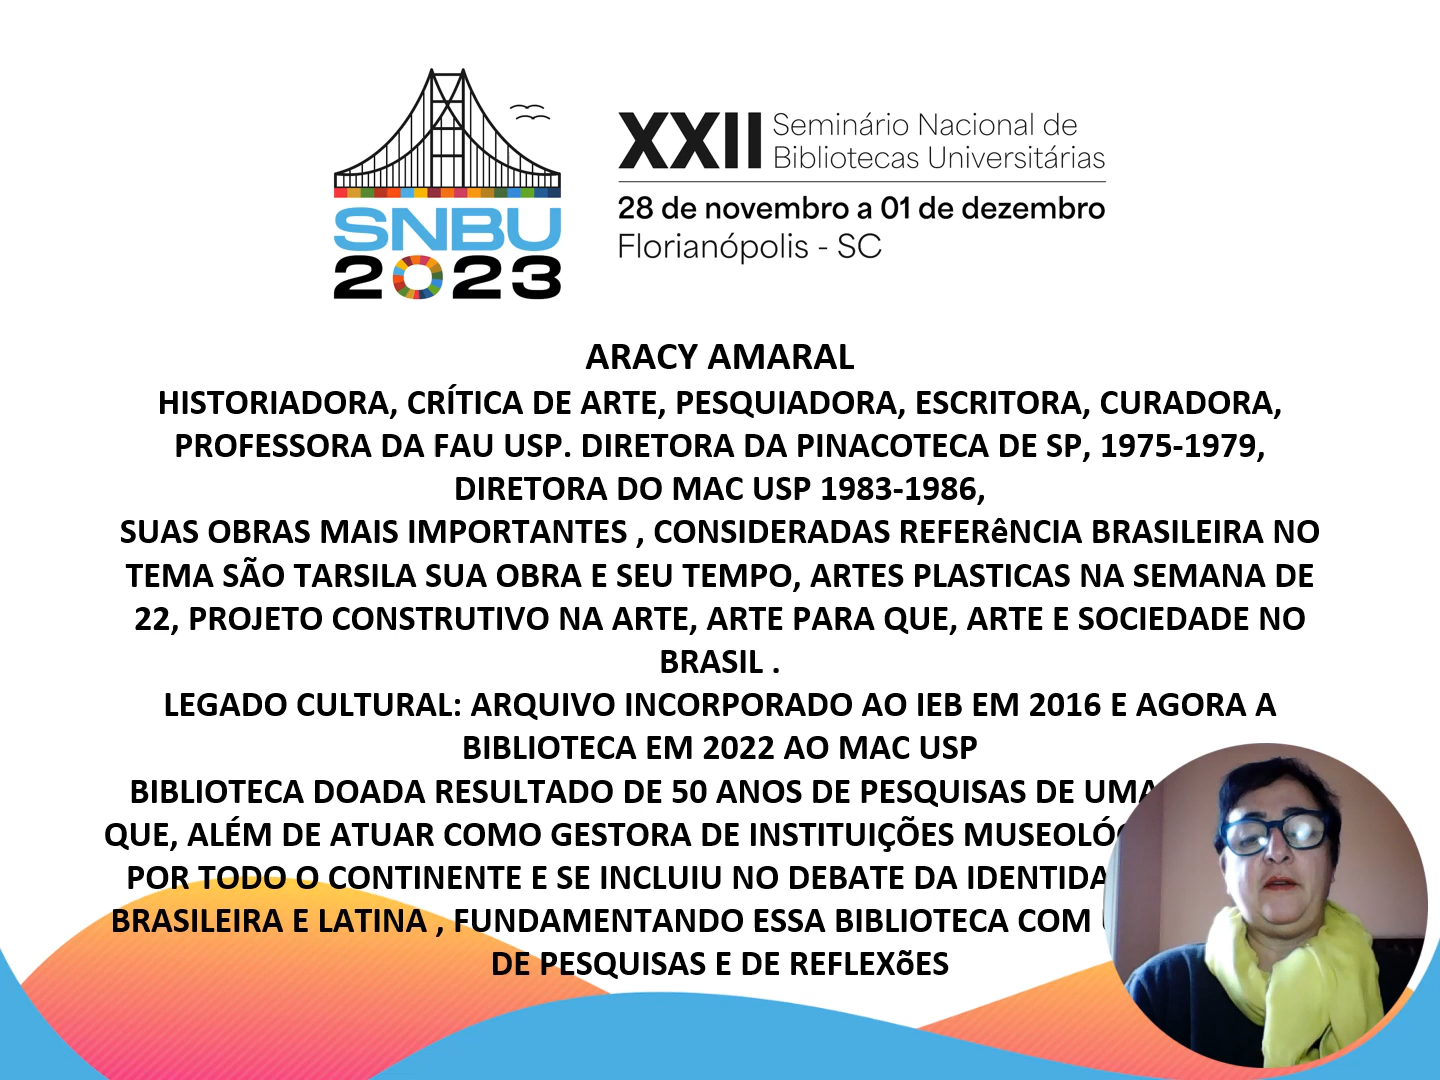 SNBU
2023
XXII Seminário Nacional de
Bibliotecas Universitárias
28 de novembro a 01 de dezembro
Florianópolis - SC
ARACY AMARAL
HISTORIADORA, CRÍTICA DE ARTE, PESQUIADORA, ESCRITORA, CURADORA,
PROFESSORA DA FAU USP. DIRETORA DA PINACOTECA DE SP, 1975-1979,
DIRETORA DO MAC USP 1983-1986,
SUAS OBRAS MAIS IMPORTANTES , CONSIDERADAS REFERêNCIA BRASILEIRA NO
TEMA SÃO TARSILA SUA OBRA E SEU TEMPO, ARTES PLASTICAS NA SEMANA DE
22, PROJETO CONSTRUTIVO NA ARTE, ARTE PARA QUE, ARTE E SOCIEDADE NO
BRASIL .
LEGADO CULTURAL: ARQUIVO INCORPORADO AO IEB EM 2016 E AGORA A
BIBLIOTECA EM 2022 AO MAC USP
BIBLIOTECA DOADA RESULTADO DE 50 ANOS DE PESQUISAS DE UMA
QUE, ALÉM DE ATUAR COMO GESTORA DE INSTITUIÇÕES
POR TODO O CONTINENTE E SE INCLUIU NO DEBATE DA
BRASILEIRA E LATINA , FUNDAMENTANDO ESSA BIBLIOTECA COM
DE PESQUISAS E DE REFLEXõES